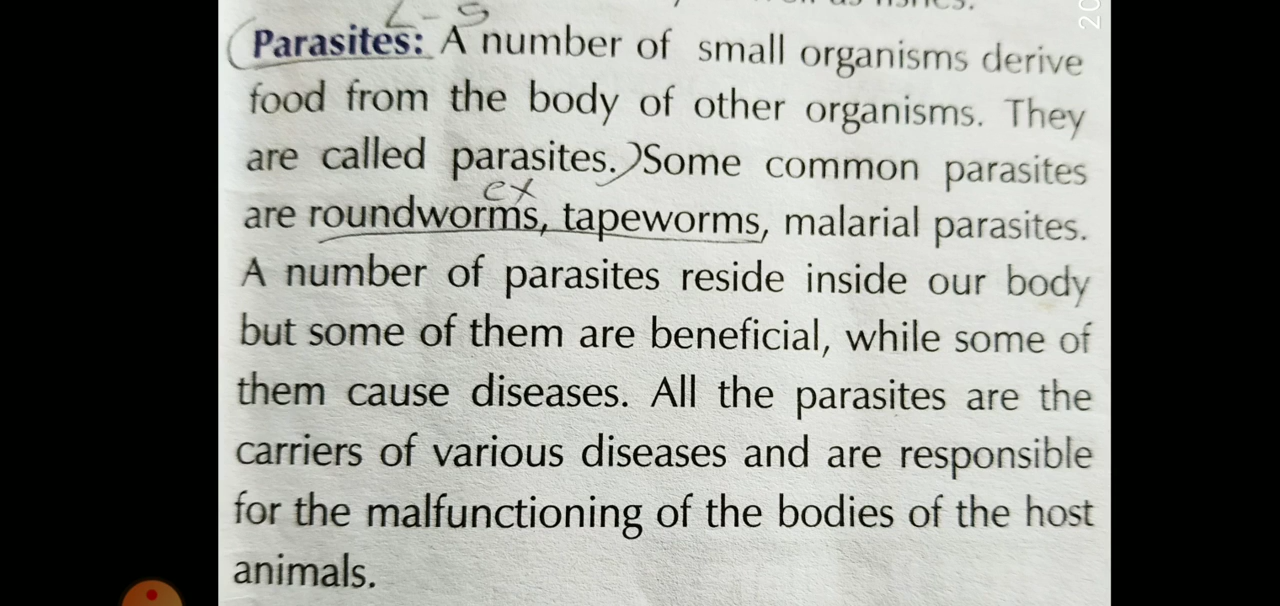 L-S
Parasites: A number of small organisms derive
food from the body of other organisms. They
are called parasites. Some common parasites
ex
are roundworms, tapeworms, malarial parasites.
A number of parasites reside inside our body
but some of them are beneficial, while some of
them cause diseases. All the parasites are the
carriers of various diseases and are responsible
for the malfunctioning of the bodies of the host
animals.
20